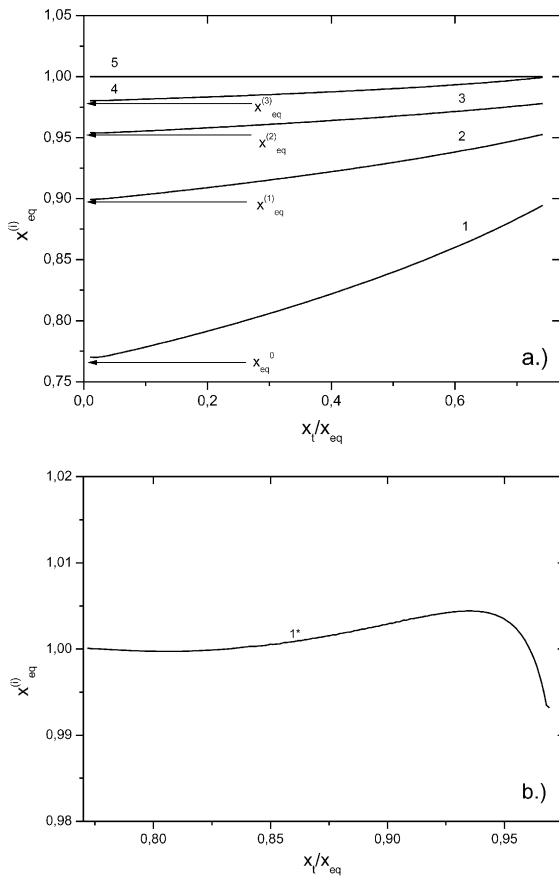 1,05
5
1,00
4
x(3)eq
3
0,95
x(2)eq
2
x(i)eq
0,90
x(1)eq
1
0,85
0,80
xeq0
a.)
0,75
0,0 0,2 0,4 0,6
xt/xeq
1,02
1,01
x(i)eq
1*
1,00
0,99
b.)
0,98
0,80 0,85 0,90 0,95
xt/xeq